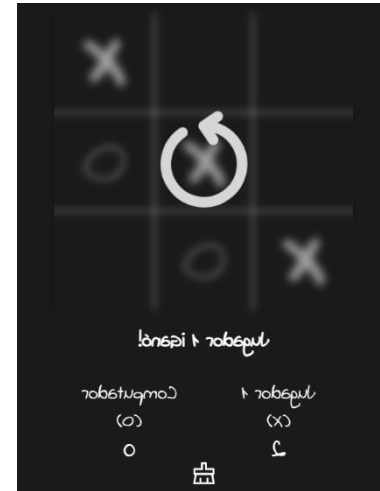 X
O X
O X
¡Jugador 1 ganó!
Jugador 1 Computador
(X) (O)
2 0